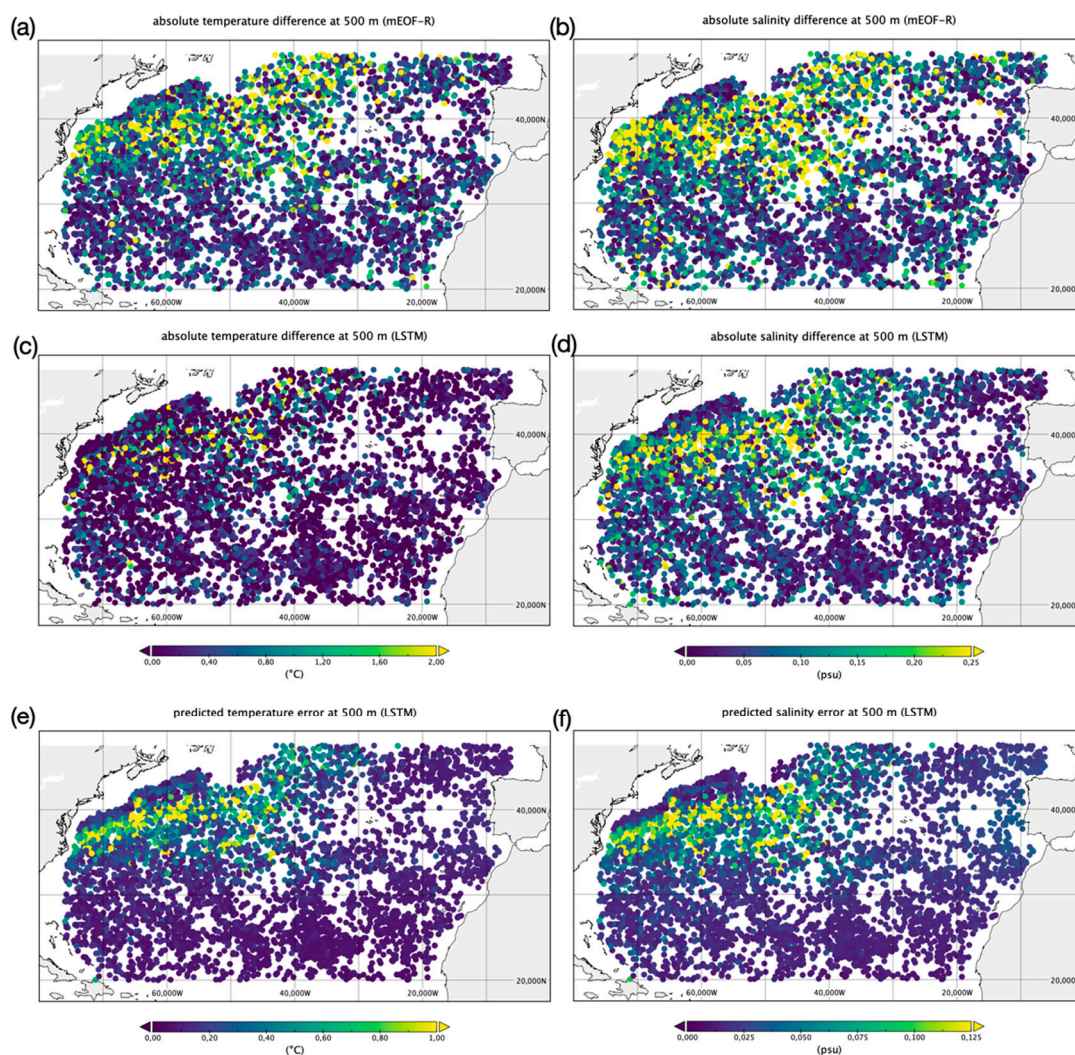 (a) absolute temperature difference at 500 m (mEOF-R)
40,000N
20,000N
60,000W 40,000W 20,000W
(b) absolute salinity difference at 500 m (mEOF-R)
40,000N
20,000N
60,000W 40,000W 20,000W
(c) absolute temperature difference at 500 m (LSTM)
40,000N
20,000N
60,000W 40,000W 20,000W
0,00 0,40 0,80 1,20 1,60 2,00
(°C)
(d) absolute salinity difference at 500 m (LSTM)
40,000N
20,000N
60,000W 40,000W 20,000W
0,00 0,05 0,10 0,15 0,20 0,25
(psu)
(e) predicted temperature error at 500 m (LSTM)
40,000N
20,000N
60,000W 40,000W 20,000W
0,00 0,20 0,40 0,60 0,80 1,00
(°C)
(f) predicted salinity error at 500 m (LSTM)
40,000N
20,000N
60,000W 40,000W 20,000W
0,000 0,025 0,050 0,075 0,100 0,125
(psu)